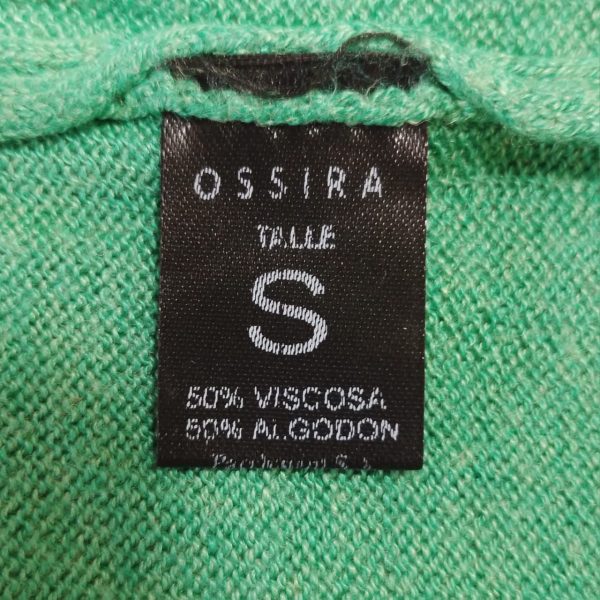 OSSIRA
TALLE
S
50% VISCOSA
50% ALGODON